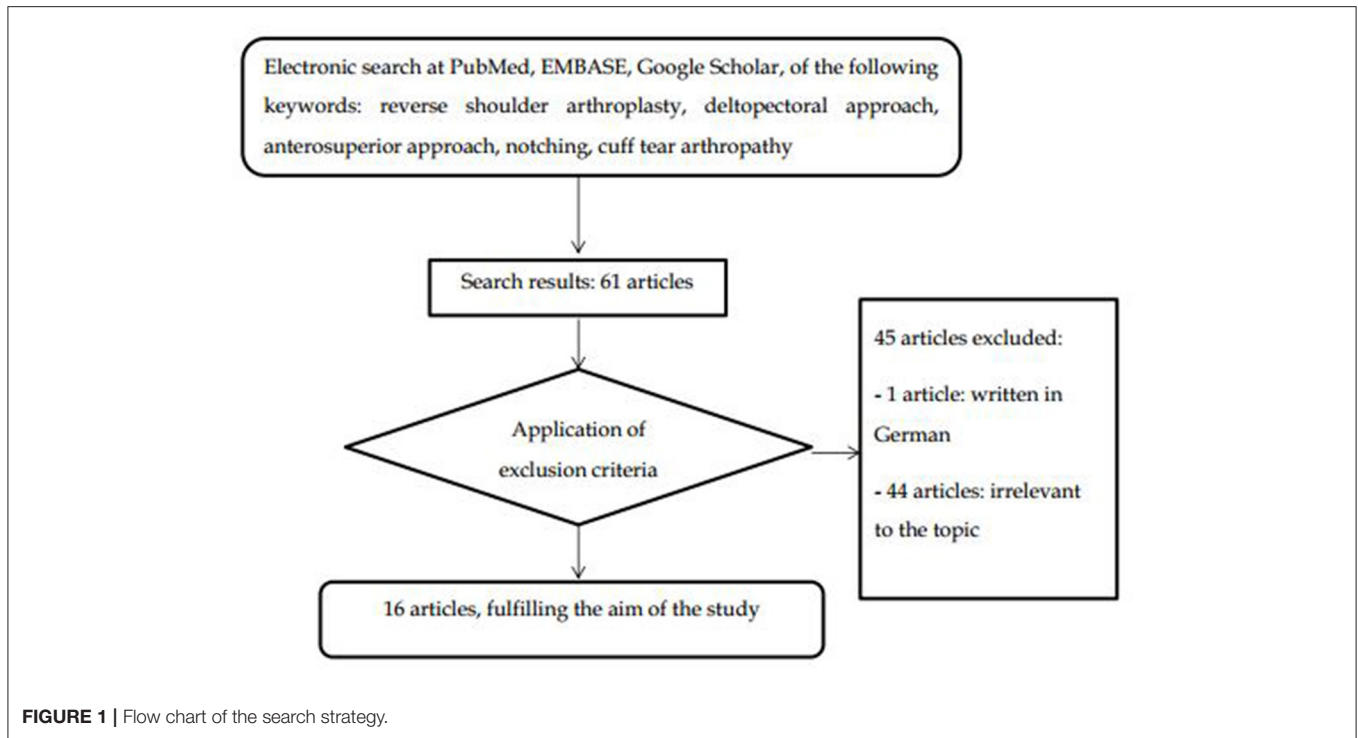 Electronic search at PubMed, EMBASE, Google Scholar, of the following
keywords: reverse shoulder arthroplasty, deltopectoral approach,
anterosuperior approach, notching, cuff tear arthropathy
Search results: 61 articles
Application of
exclusion criteria
45 articles excluded:
- 1 article: written in
German
- 44 articles: irrelevant
to the topic
16 articles, fulfilling the aim of the study
FIGURE 1 | Flow chart of the search strategy.